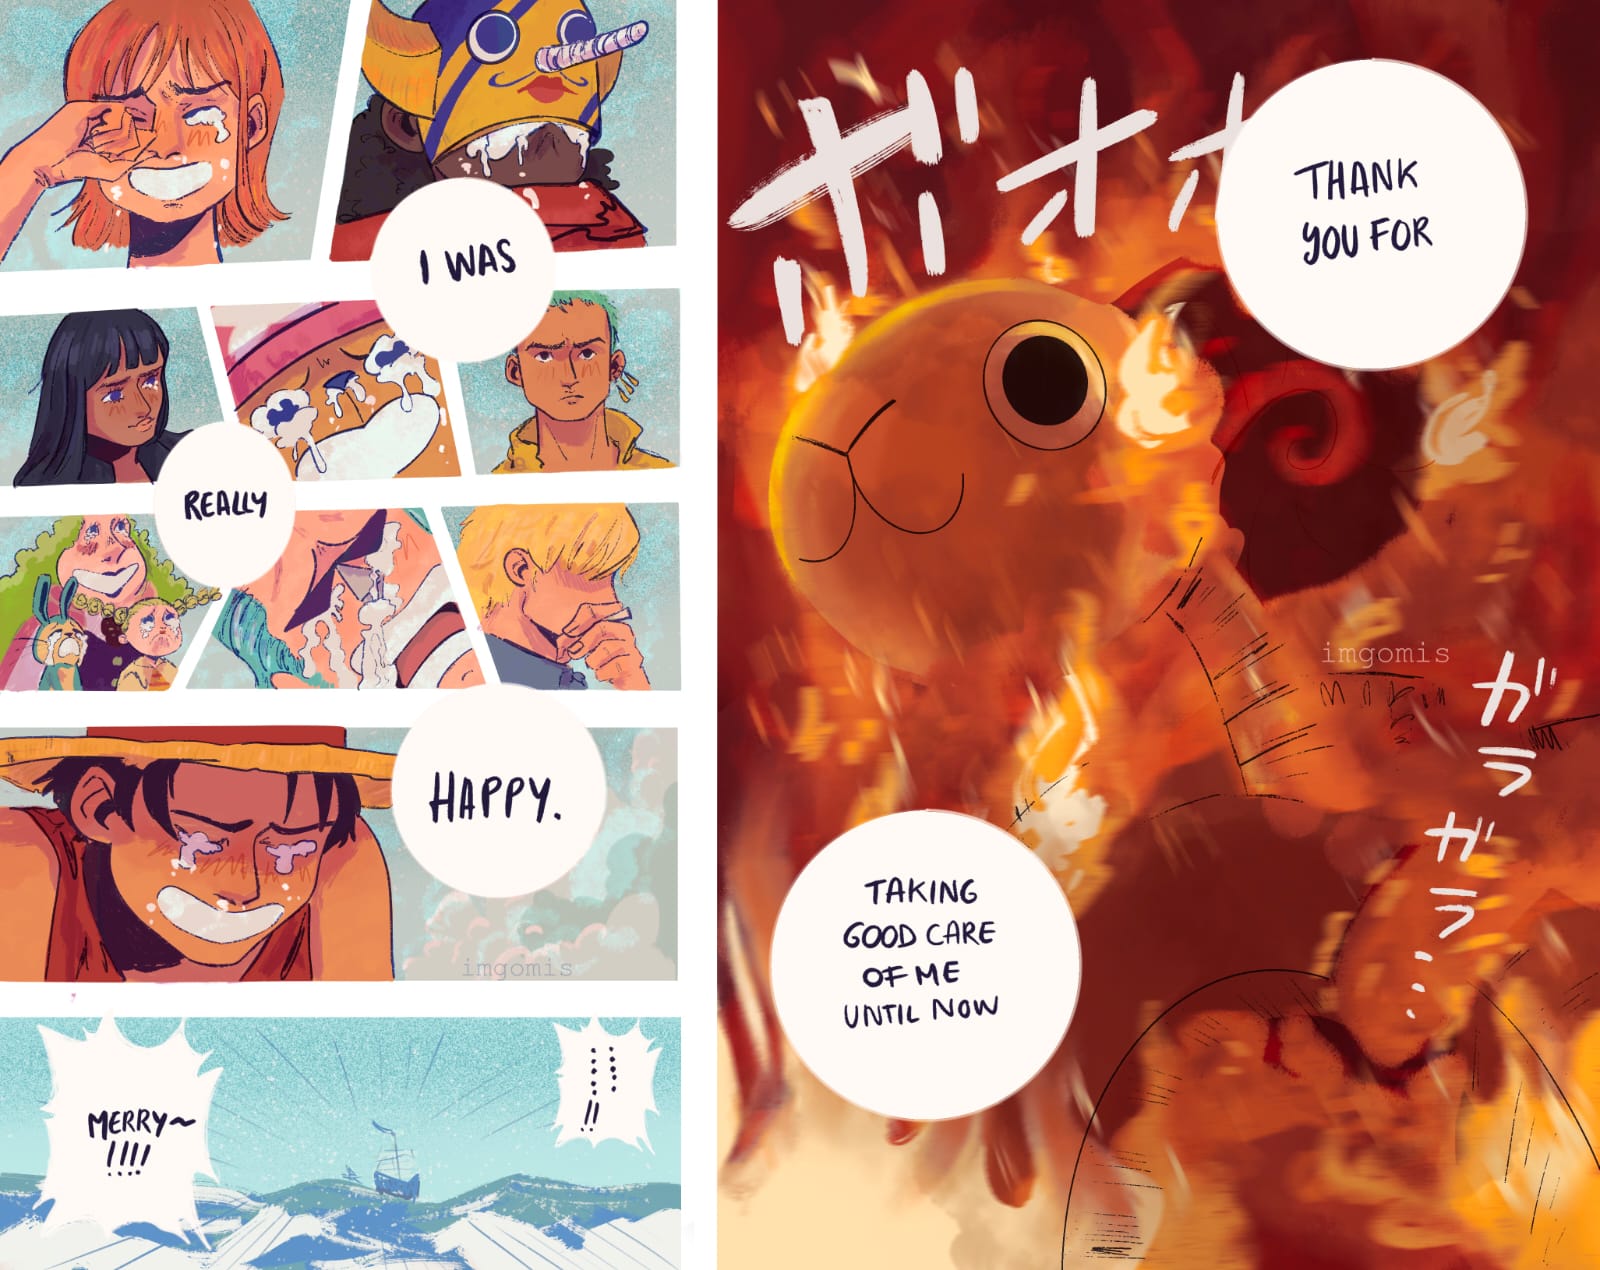 I WAS
REALLY
HAPPY.
imgomis
MERRY~
!!!!
......!!
ボオオ
THANK
YOU FOR
imgomis
ガラガラ...
TAKING
GOOD CARE
OF ME
UNTIL NOW